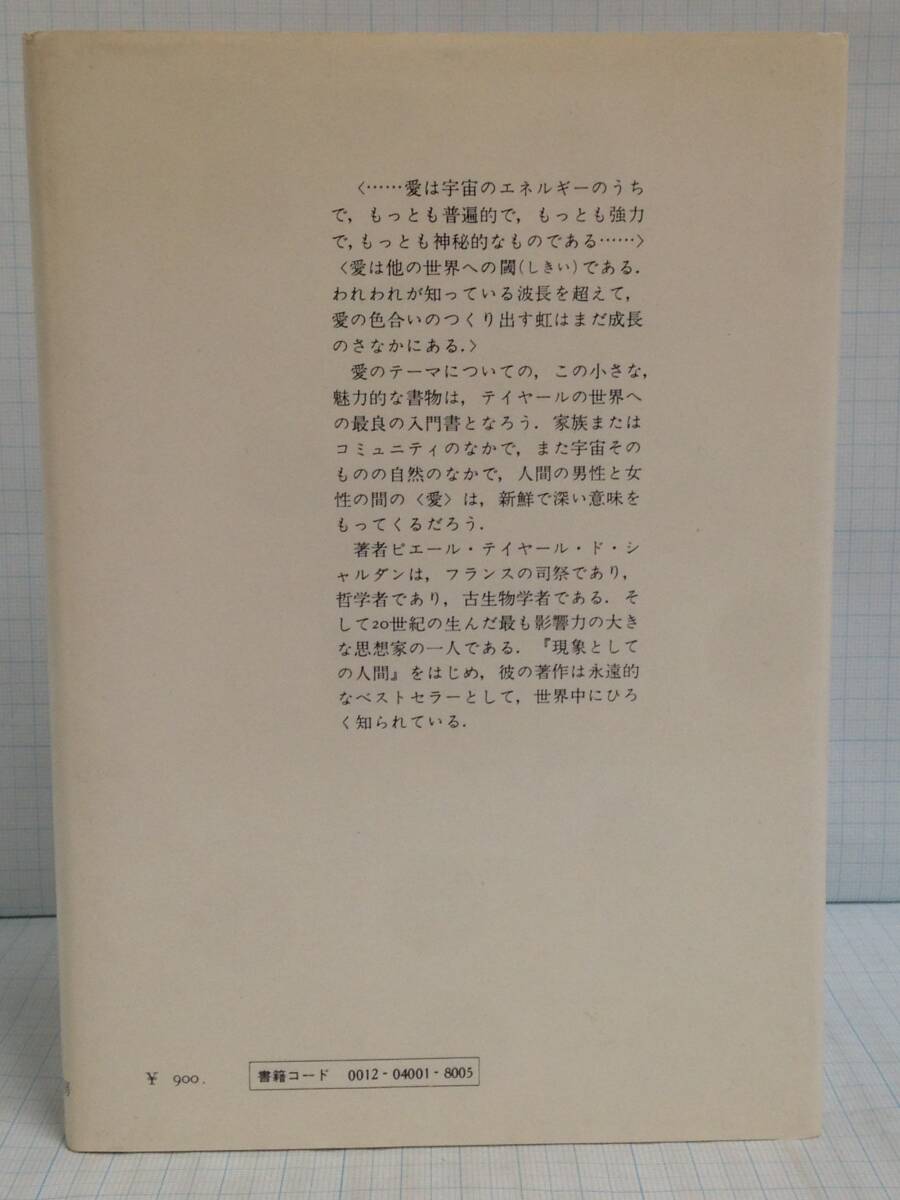 〈……愛は宇宙のエネルギーのうち
で，もっとも普遍的で，もっとも強力
で，もっとも神秘的なものである……〉
〈愛は他の世界への閾(しきい)である．
われわれが知っている波長を超えて，
愛の色合いのつくり出す虹はまだ成長
のさなかにある．〉
愛のテーマについての，この小さな，
魅力的な書物は，テイヤールの世界へ
の最良の入門書となろう．家族または
コミュニティのなかで，また宇宙その
ものの自然のなかで，人間の男性と女
性の間の〈愛〉は，新鮮で深い意味を
もってくるだろう．
著者ピエール・テイヤール・ド・シ
ャルダンは，フランスの司祭であり，
哲学者であり，古生物学者である．そ
して20世紀の生んだ最も影響力の大き
な思想家の一人である．『現象として
の人間』をはじめ，彼の著作は永遠的
なベストセラーとして，世界中にひろ
く知られている．
¥ 900．
書籍コード 0012-04001-8005